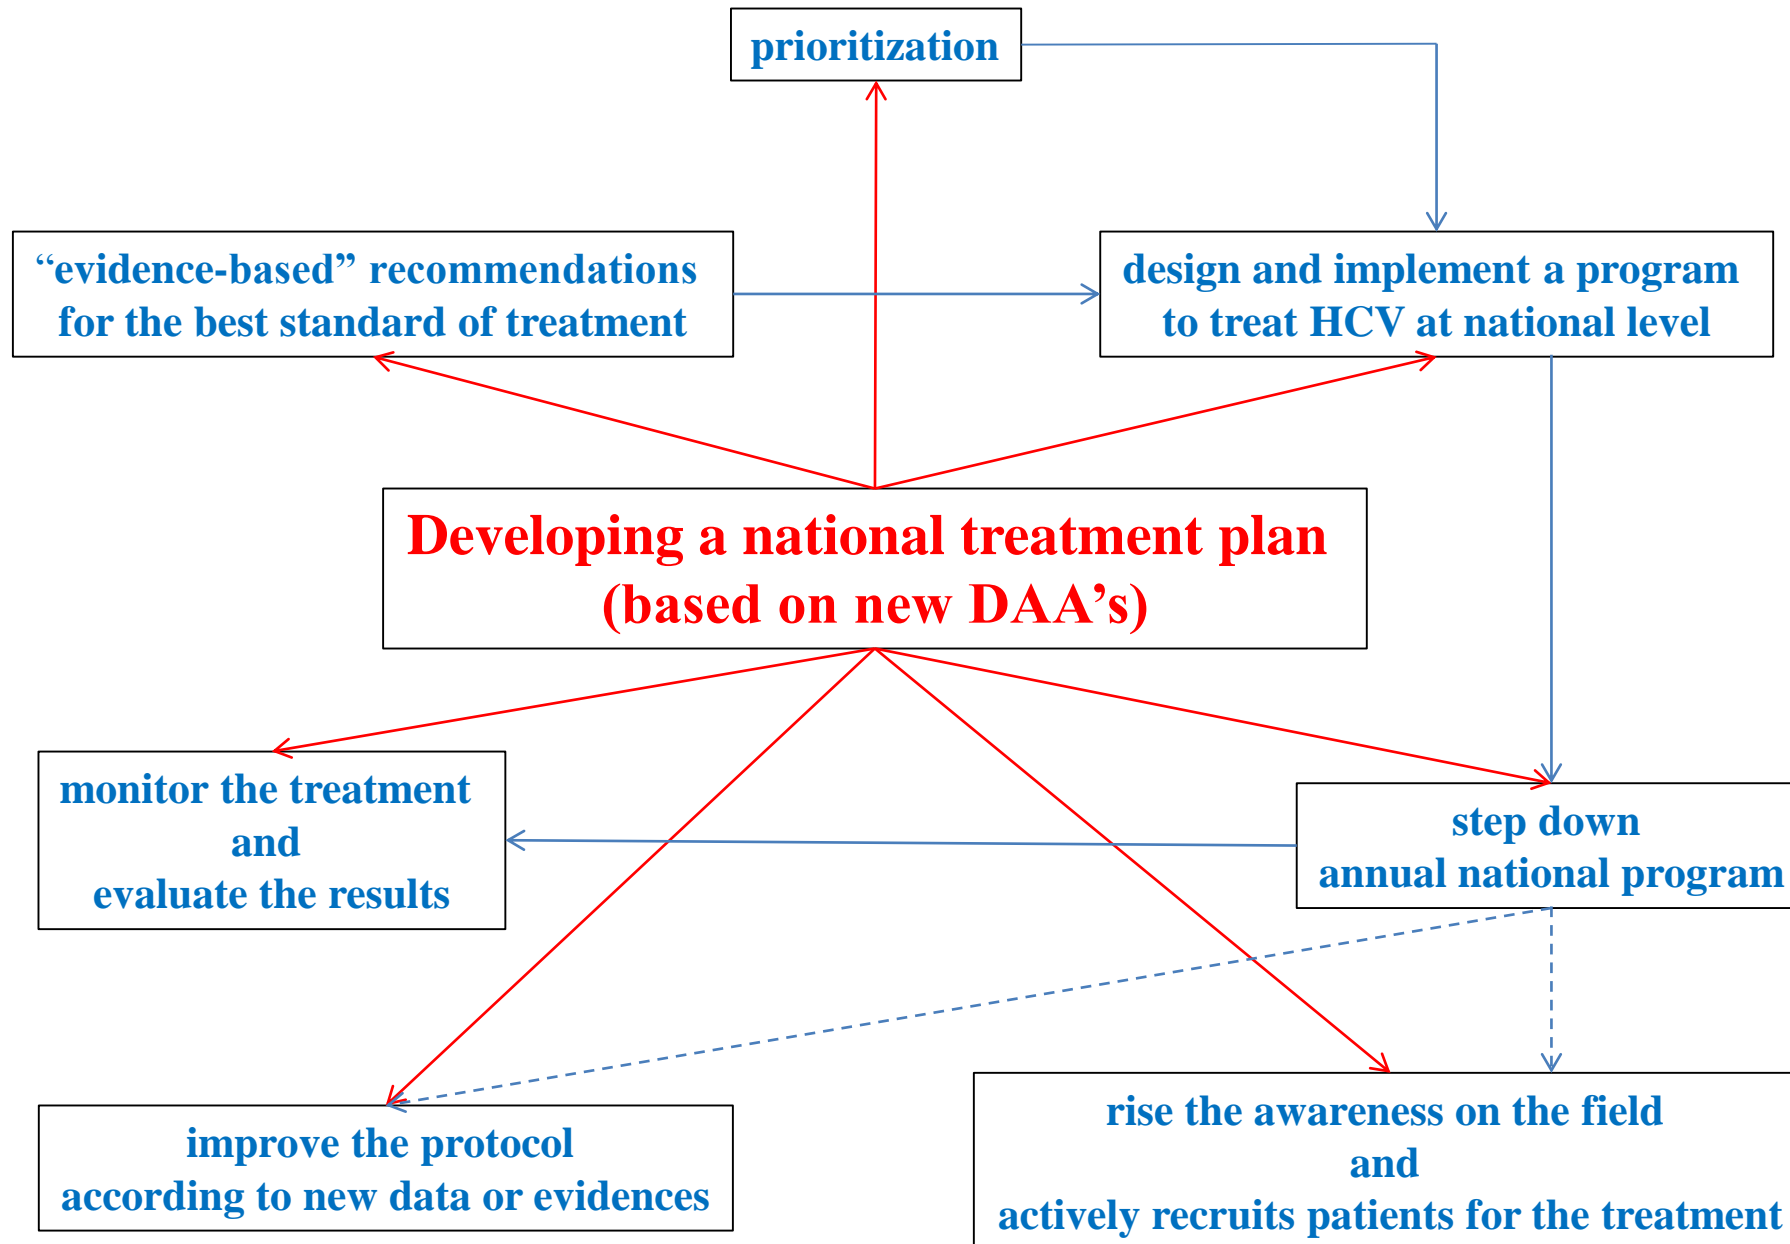 prioritization
“evidence-based” recommendations
for the best standard of treatment
design and implement a program
to treat HCV at national level
Developing a national treatment plan
(based on new DAA’s)
monitor the treatment
and
evaluate the results
step down
annual national program
improve the protocol
according to new data or evidences
rise the awareness on the field
and
actively recruits patients for the treatment